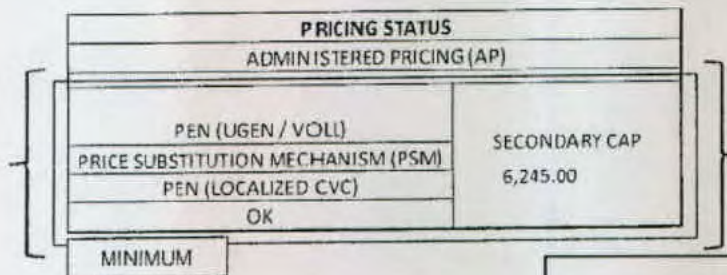 PRICING STATUS
ADMINISTERED PRICING (AP)
PEN (UGEN / VOLL)
PRICE SUBSTITUTION MECHANISM (PSM)
PEN (LOCALIZED CVC)
OK
SECONDARY CAP
6,245.00
MINIMUM